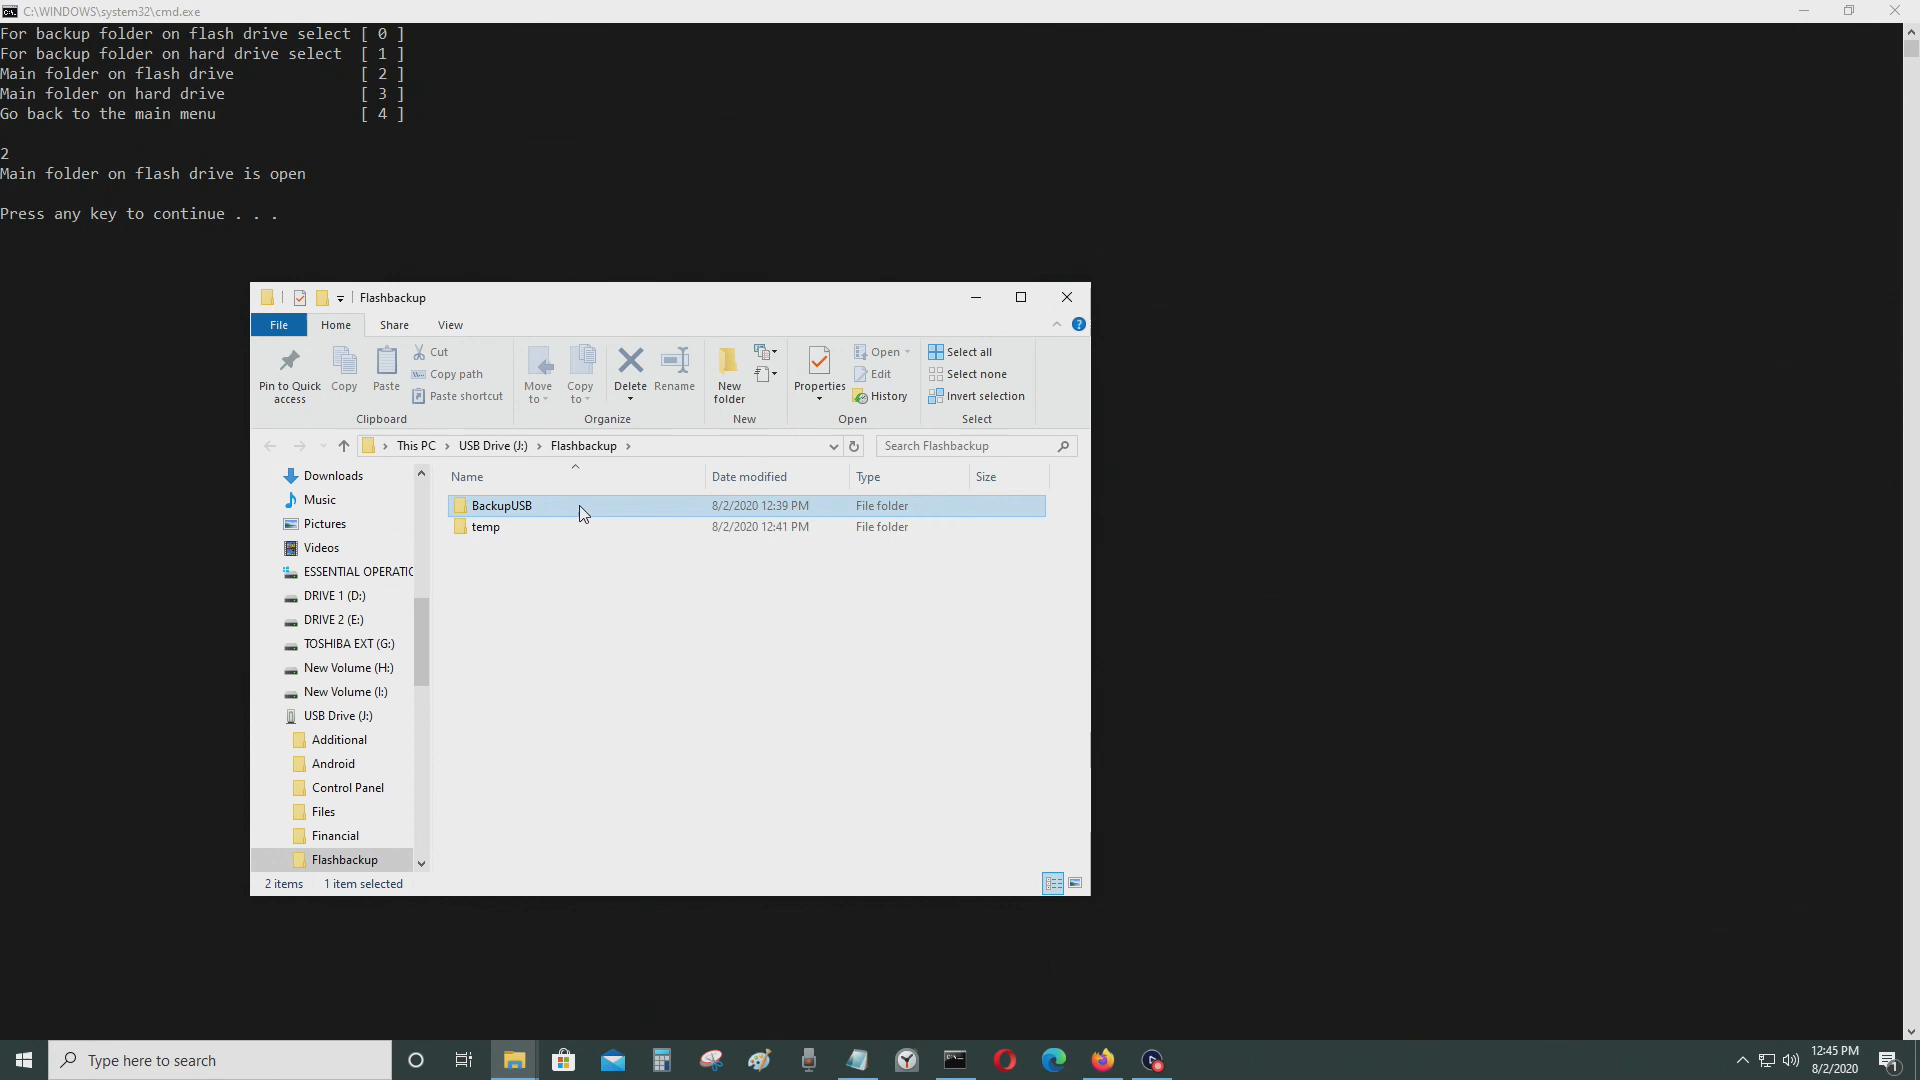 C:\WINDOWS\system32\cmd.exe
For backup folder on flash drive select [ 0 ]
For backup folder on hard drive select [ 1 ]
Main folder on flash drive [ 2 ]
Main folder on hard drive [ 3 ]
Go back to the main menu [ 4 ]
2
Main folder on flash drive is open
Press any key to continue . . .
Flashbackup
File Home Share View
Pin to Quick access
Copy
Paste
Cut
Copy path
Paste shortcut
Clipboard
Move to
Copy to
Delete
Rename
Organize
New folder
New
Properties
Open
Edit
History
Open
Select all
Select none
Invert selection
Select
This PC > USB Drive (J:) > Flashbackup >
Search Flashbackup
Name Date modified Type Size
BackupUSB 8/2/2020 12:39 PM File folder
temp 8/2/2020 12:41 PM File folder
Downloads
Music
Pictures
Videos
ESSENTIAL OPERATIC
DRIVE 1 (D:)
DRIVE 2 (E:)
TOSHIBA EXT (G:)
New Volume (H:)
New Volume (I:)
USB Drive (J:)
Additional
Android
Control Panel
Files
Financial
Flashbackup
2 items 1 item selected
Type here to search
12:45 PM
8/2/2020
1